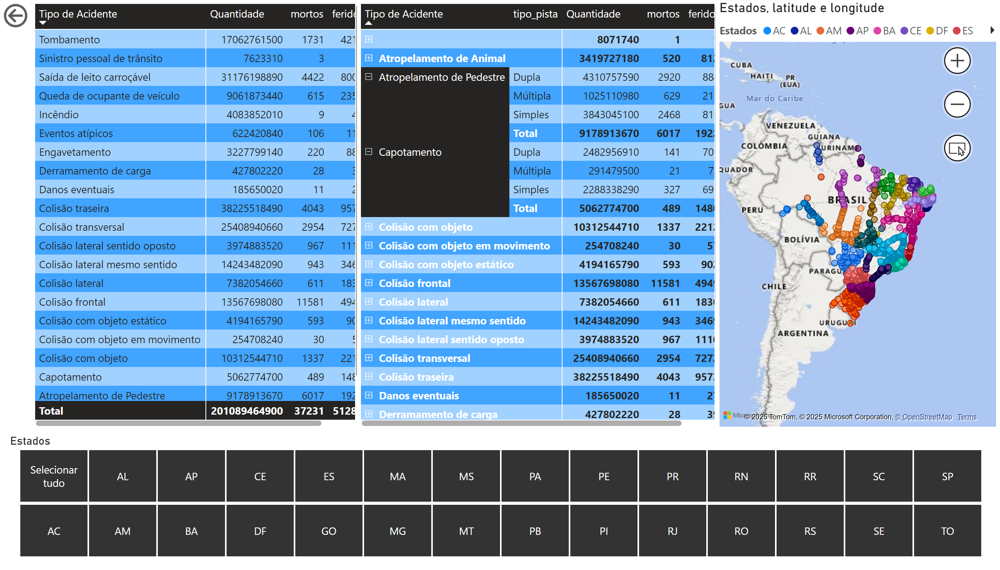 Tipo de Acidente Quantidade mortos
Tombamento 17062761500 1731 421
Sinistro pessoal de trânsito 7623310 3
Saída de leito carroçável 31176198890 4422 800
Queda de ocupante de veículo 9061873440 615 235
Incêndio 4083852010 9 4
Eventos atípicos 622420840 106 11
Engavetamento 3227799140 220 88
Derramamento de carga 427802220 28 3
Danos eventuais 185650020 11 2
Colisão traseira 38225518490 4043 957
Colisão transversal 25408940660 2954 727
Colisão lateral sentido oposto 3974883520 967 111
Colisão lateral mesmo sentido 14243482090 943 346
Colisão lateral 7382054660 611 183
Colisão frontal 13567698080 11581 494
Colisão com objeto estático 4194165790 593 90
Colisão com objeto em movimento 254708240 30 5
Colisão com objeto 10312544710 1337 221
Capotamento 5062774700 489 148
Atropelamento de Pedestre 9178913670 6017 192
Total 201089464900 37231 5128
Tipo de Acidente tipo_pista Quantidade mortos ferido
8071740 1
Atropelamento de Animal 3419727180 520 81
Atropelamento de Pedestre Dupla 4310757590 2920 88
Múltipla 1025110980 629 21
Simples 3843045100 2468 81
Total 9178913670 6017 192
Capotamento Dupla 2482956910 141 70
Múltipla 291479500 21 7
Simples 2288338290 327 69
Total 5062774700 489 148
Colisão com objeto 10312544710 1337 221
Colisão com objeto em movimento 254708240 30 5
Colisão com objeto estático 4194165790 593 90
Colisão frontal 13567698080 11581 494
Colisão lateral 7382054660 611 183
Colisão lateral mesmo sentido 14243482090 943 346
Colisão lateral sentido oposto 3974883520 967 111
Colisão transversal 25408940660 2954 727
Colisão traseira 38225518490 4043 957
Danos eventuais 185650020 11 2
Derramamento de carga 427802220 28 3
Estados, latitude e longitude
Estados AC AL AM AP BA CE DF ES
CUBA
HAITI
PR
(EUA)
Mar do Caribe
GUA
VENEZUELA
GUIANA
COLÔMBIA
URINAME
QUADOR
BRASIL
PERU
BOLÍVIA
PARAGU
CHILE
URUGUAI
ARGENTINA
© 2025 TomTom, © 2025 Microsoft Corporation, © OpenStreetMap Terms
Estados
Selecionar
tudo
AL AP CE ES MA MS PA PE PR RN RR SC SP
AC AM BA DF GO MG MT PB PI RJ RO RS SE TO